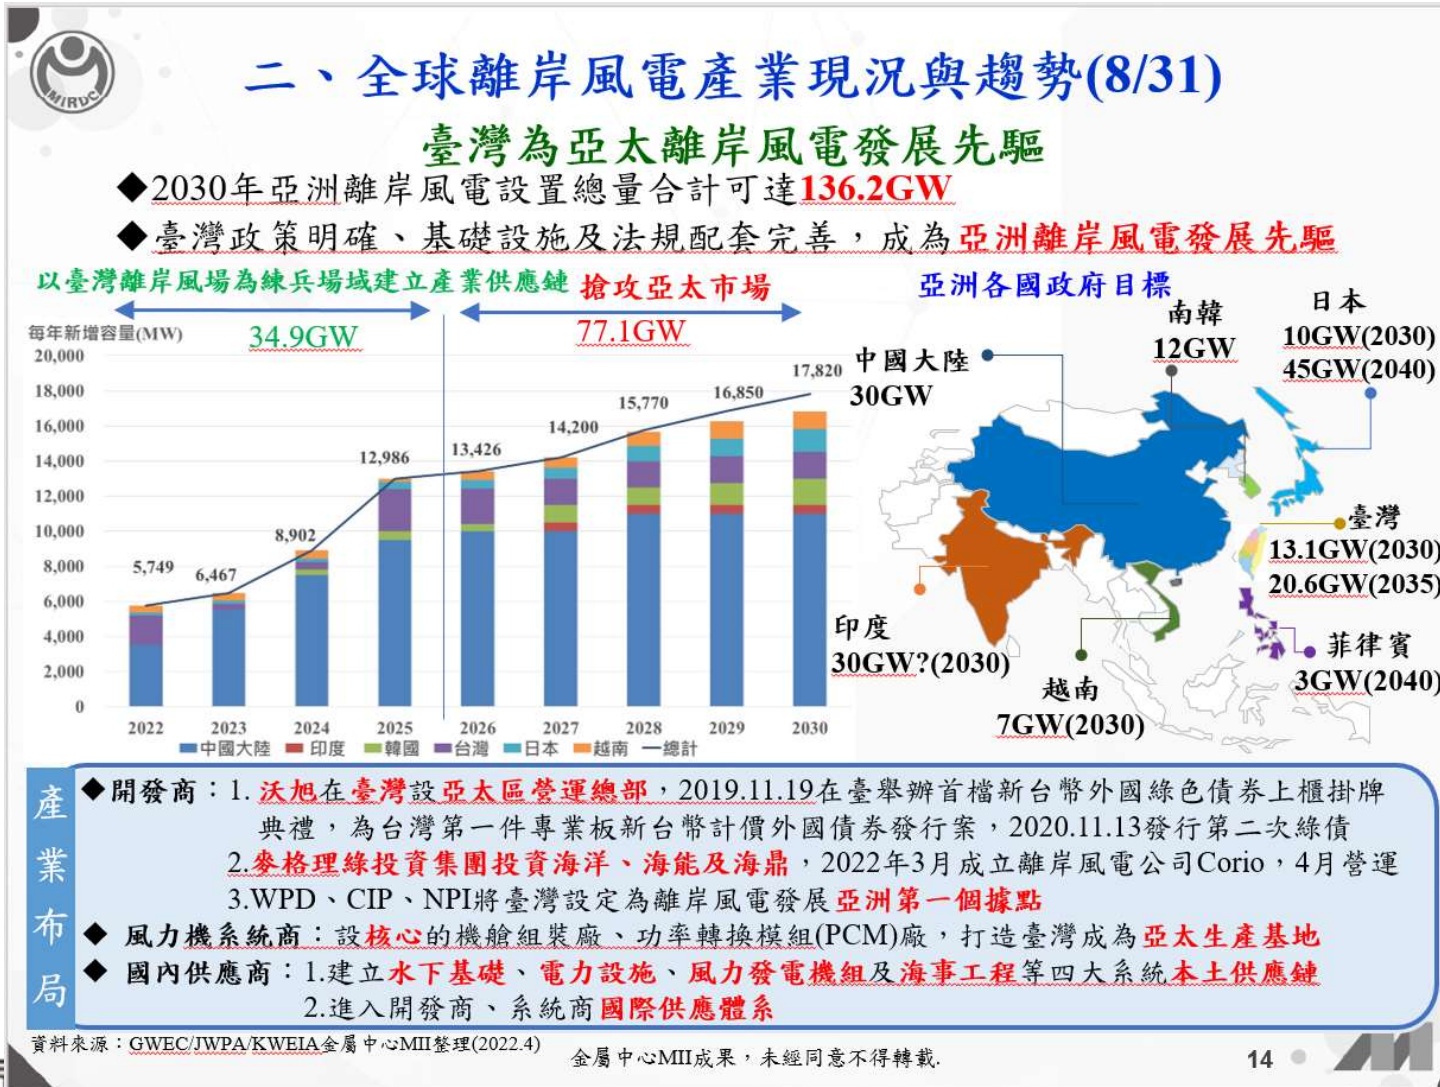 MIRDC
二、全球離岸風電產業現況與趨勢(8/31)
臺灣為亞太離岸風電發展先驅
◆2030年亞洲離岸風電設置總量合計可達136.2GW
◆臺灣政策明確、基礎設施及法規配套完善，成為亞洲離岸風電發展先驅
以臺灣離岸風場為練兵場域建立產業供應鏈 搶攻亞太市場
34.9GW 77.1GW
每年新增容量(MW)
20,000
18,000
16,000
14,000
12,000
10,000
8,000
6,000
4,000
2,000
0
5,749
6,467
8,902
12,986
13,426
14,200
15,770
16,850
17,820
2022 2023 2024 2025 2026 2027 2028 2029 2030
中國大陸 印度 韓國 台灣 日本 越南 總計
亞洲各國政府目標
南韓
12GW
日本
10GW(2030)
45GW(2040)
中國大陸
30GW
臺灣
13.1GW(2030)
20.6GW(2035)
印度
30GW?(2030)
越南
7GW(2030)
菲律賓
3GW(2040)
產業布局
◆開發商：1. 沃旭在臺灣設亞太區營運總部，2019.11.19在臺舉辦首檔新台幣外國綠色債券上櫃掛牌
典禮，為台灣第一件專業板新台幣計價外國債券發行案，2020.11.13發行第二次綠債
2.麥格理綠投資集團投資海洋、海能及海鼎，2022年3月成立離岸風電公司Corio，4月營運
3.WPD、CIP、NPI將臺灣設定為離岸風電發展亞洲第一個據點
◆ 風力機系統商：設核心的機艙組裝廠、功率轉換模組(PCM)廠，打造臺灣成為亞太生產基地
◆ 國內供應商：1.建立水下基礎、電力設施、風力發電機組及海事工程等四大系統本土供應鏈
2.進入開發商、系統商國際供應體系
資料來源：GWEC/JWPA/KWEIA金屬中心MII整理(2022.4)
金屬中心MII成果，未經同意不得轉載.
14